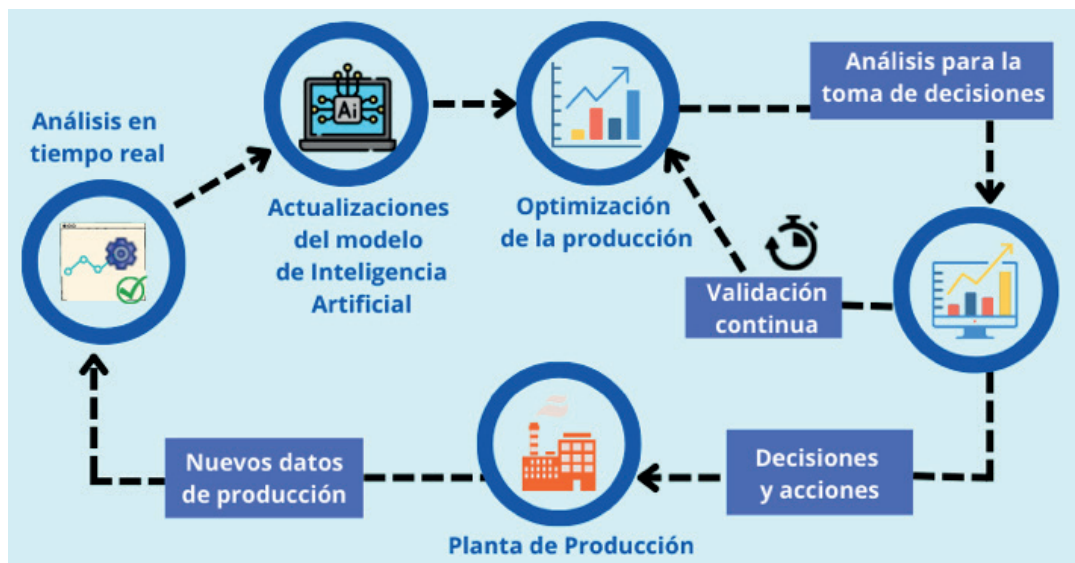 Análisis en
tiempo real
Ai
Actualizaciones
del modelo
de Inteligencia
Artificial
Optimización
de la producción
Análisis para la
toma de decisiones
Validación
continua
Decisiones
y acciones
Planta de Producción
Nuevos datos
de producción